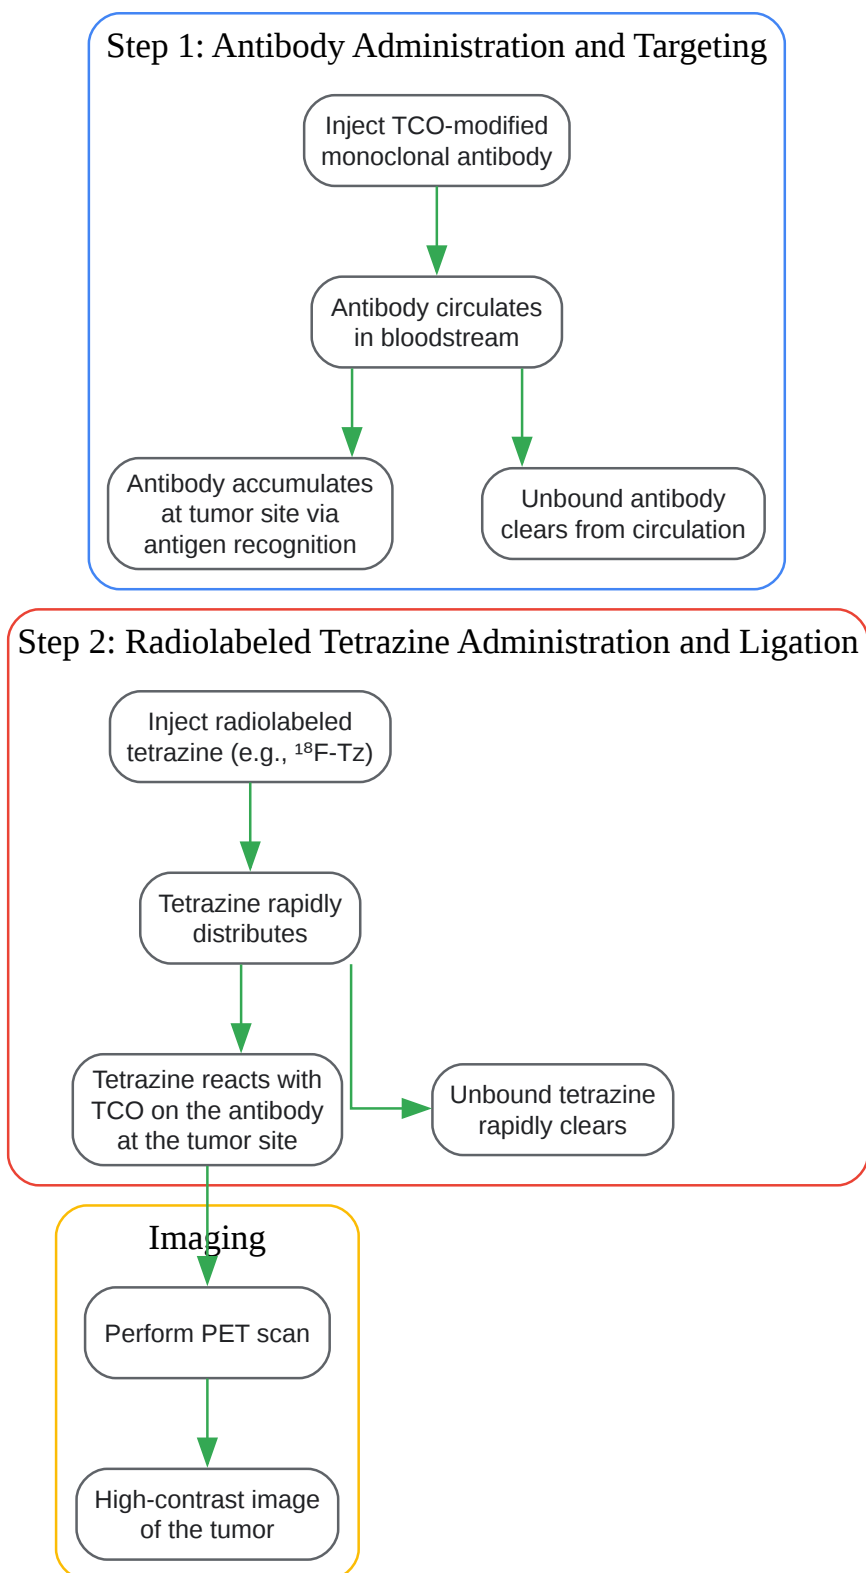 Step 1: Antibody Administration and Targeting
Inject TCO-modified
monoclonal antibody
Antibody circulates
in bloodstream
Antibody accumulates
at tumor site via
antigen recognition
Unbound antibody
clears from circulation
Step 2: Radiolabeled Tetrazine Administration and Ligation
Inject radiolabeled
tetrazine (e.g., ¹⁸F-Tz)
Tetrazine rapidly
distributes
Tetrazine reacts with
TCO on the antibody
at the tumor site
Unbound tetrazine
rapidly clears
Imaging
Perform PET scan
High-contrast image
of the tumor